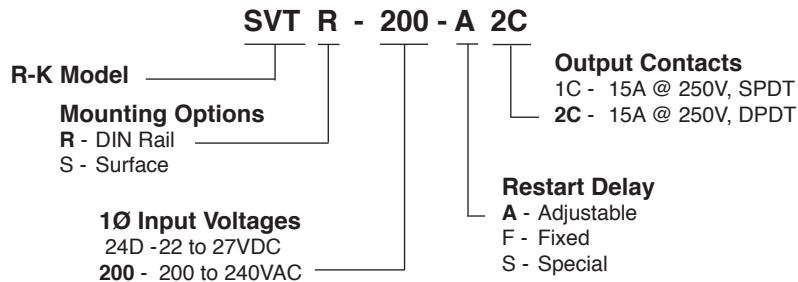 SVT R - 200 - A 2C
R-K Model
Output Contacts
1C - 15A @ 250V, SPDT
2C - 15A @ 250V, DPDT
Mounting Options
R - DIN Rail
S - Surface
Restart Delay
A - Adjustable
F - Fixed
S - Special
1Ø Input Voltages
24D -22 to 27VDC
200 - 200 to 240VAC